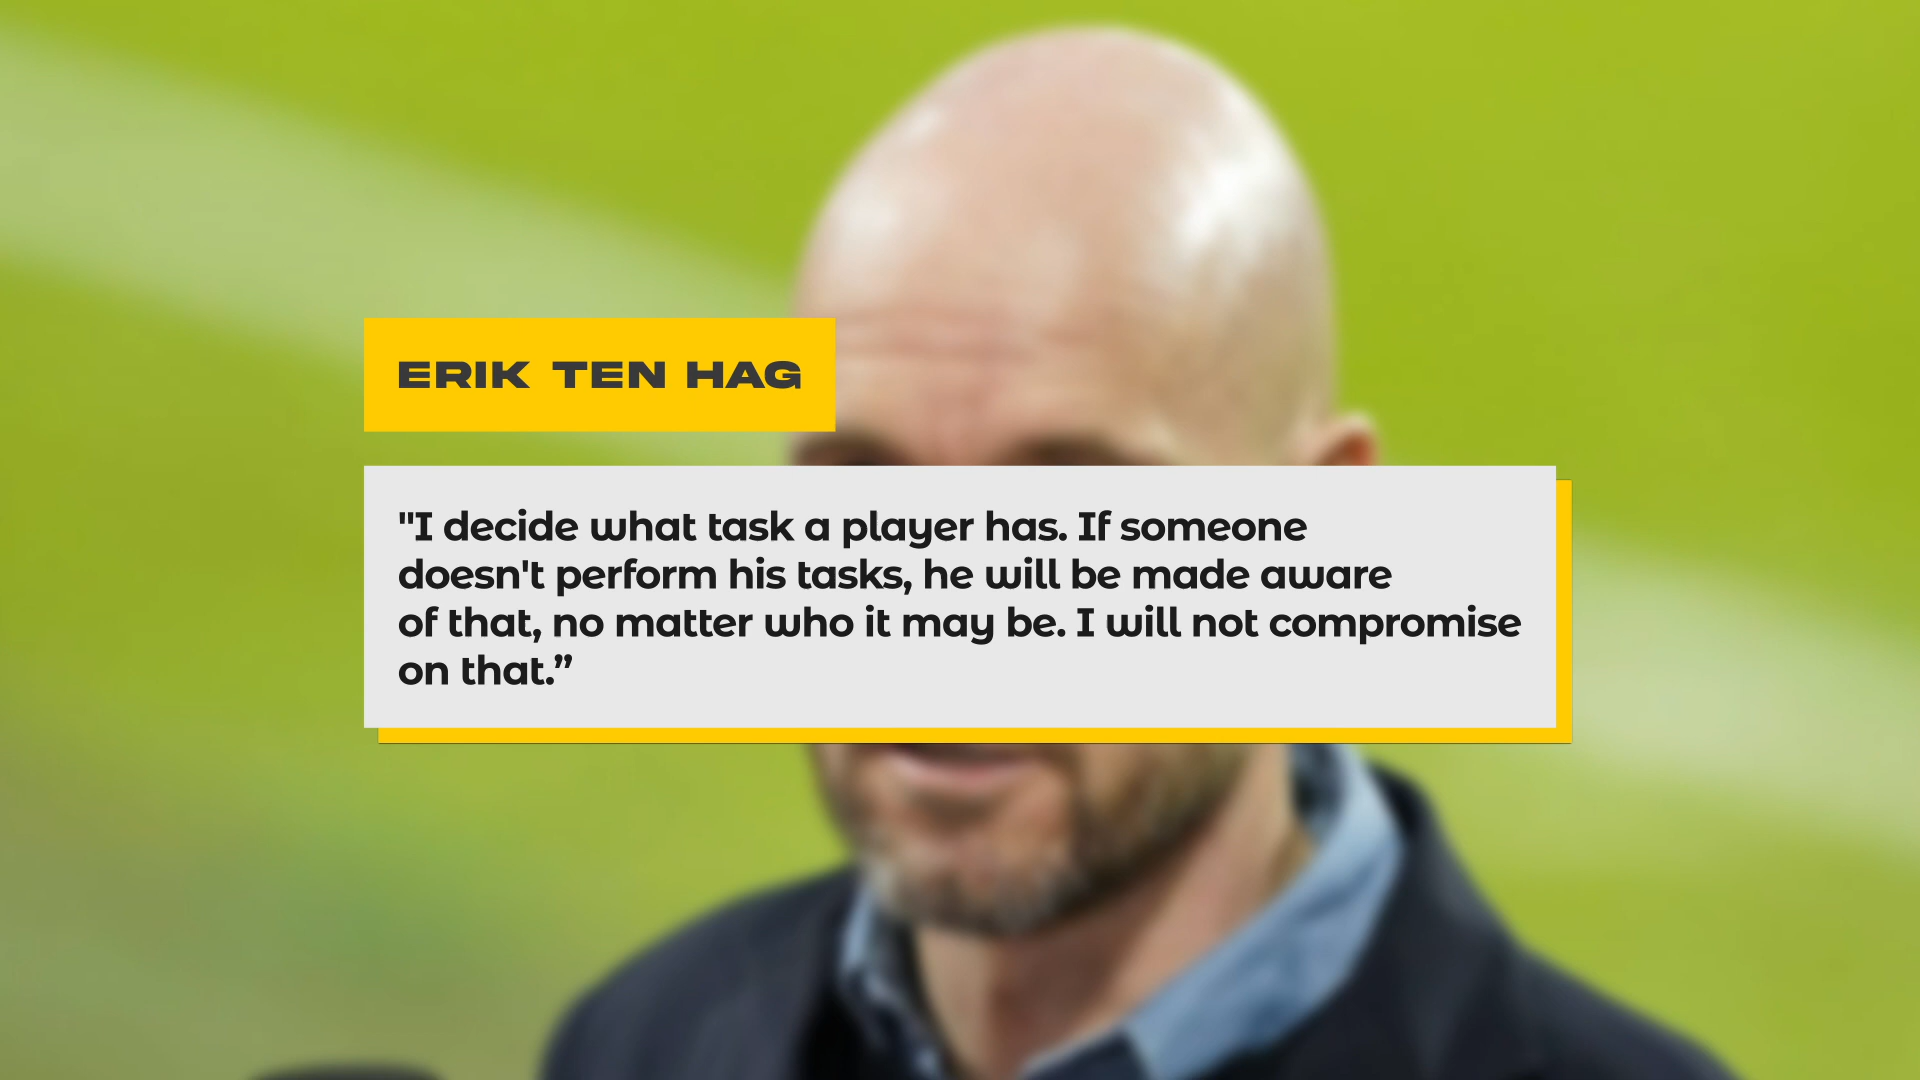 ERIK TEN HAG
"I decide what task a player has. If someone
doesn't perform his tasks, he will be made aware
of that, no matter who it may be. I will not compromise
on that.”